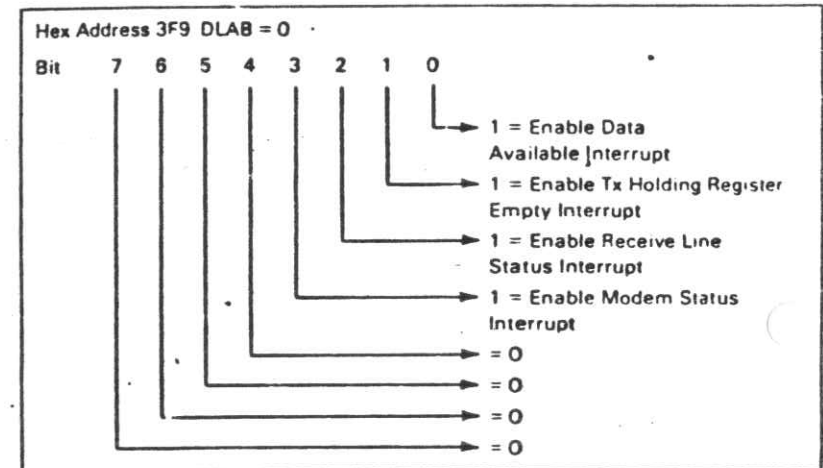 Hex Address 3F9 DLAB = 0
Bit 7 6 5 4 3 2 1 0
1 = Enable Data
Available Interrupt
1 = Enable Tx Holding Register
Empty Interrupt
1 = Enable Receive Line
Status Interrupt
1 = Enable Modem Status
Interrupt
= 0
= 0
= 0
= 0